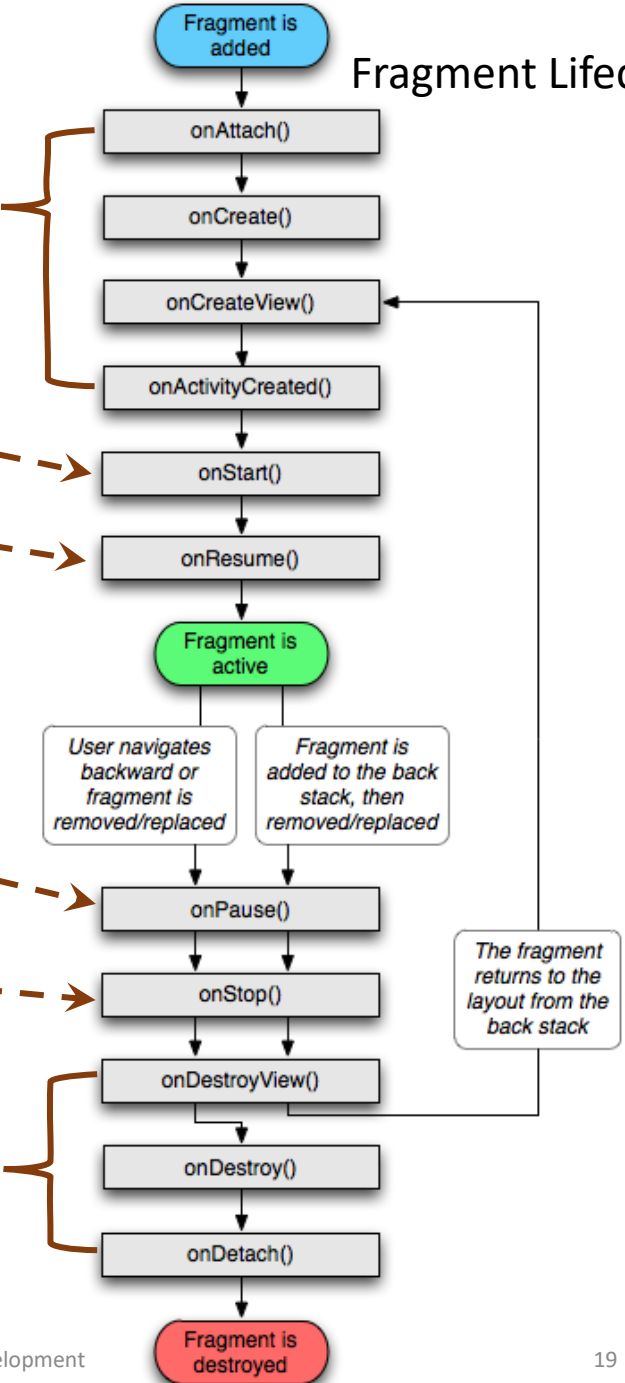 Fragment is
added
Fragment Lifec
onAttach()
onCreate()
onCreateView()
onActivityCreated()
onStart()
onResume()
Fragment is
active
User navigates
backward or
fragment is
removed/replaced
Fragment is
added to the back
stack, then
removed/replaced
onPause()
The fragment
returns to the
layout from the
back stack
onStop()
onDestroyView()
onDestroy()
onDetach()
Fragment is
destroyed
elopment
19